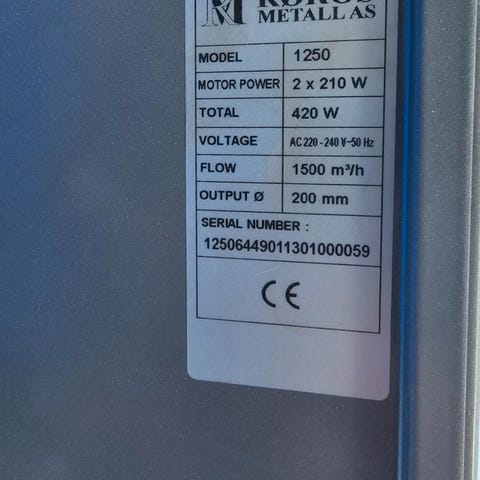 RØROS
METALL AS
MODEL 1250
MOTOR POWER 2 x 210 W
TOTAL 420 W
VOLTAGE AC 220 - 240 V~50 Hz
FLOW 1500 m³/h
OUTPUT Ø 200 mm
SERIAL NUMBER :
12506449011301000059
CE